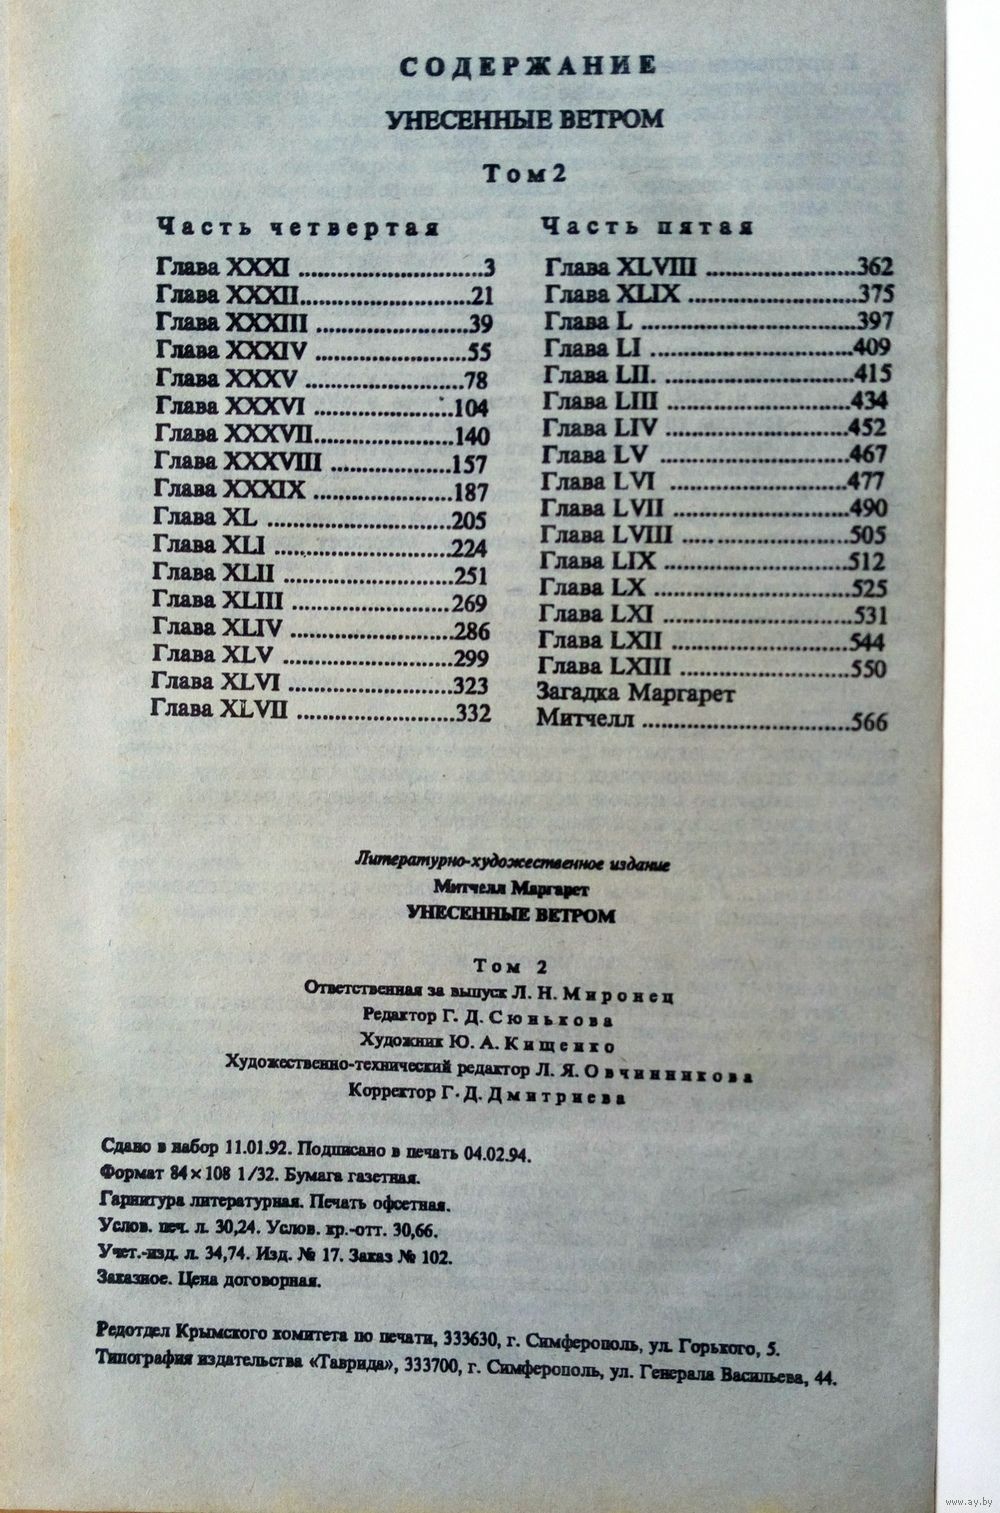 СОДЕРЖАНИЕ
УНЕСЕННЫЕ ВЕТРОМ
Том 2
Часть четвертая
Глава XXXI ............................3
Глава XXXII..........................21
Глава XXXIII .......................39
Глава XXXIV .......................55
Глава XXXV ........................78
Глава XXXVI .....................104
Глава XXXVII.....................140
Глава XXXVIII ..................157
Глава XXXIX .....................187
Глава XL ............................205
Глава XLI ...........................224
Глава XLII ..........................251
Глава XLIII ........................269
Глава XLIV .........................286
Глава XLV ..........................299
Глава XLVI .........................323
Глава XLVII ........................332
Часть пятая
Глава XLVIII .......................362
Глава XLIX ..........................375
Глава L .................................397
Глава LI ...............................409
Глава LII. .............................415
Глава LIII ............................434
Глава LIV ............................452
Глава LV .............................467
Глава LVI ...........................477
Глава LVII ..........................490
Глава LVIII .........................505
Глава LIX ............................512
Глава LX ..............................525
Глава LXI .............................531
Глава LXII ...........................544
Глава LXIII ..........................550
Загадка Маргарет
Митчелл ................................566
Литературно-художественное издание
Митчелл Маргарет
УНЕСЕННЫЕ ВЕТРОМ
Том 2
Ответственная за выпуск Л. Н. Миронец
Редактор Г. Д. Сюнькова
Художник Ю. А. Кищенко
Художественно-технический редактор Л. Я. Овчинникова
Корректор Г. Д. Дмитриева
Сдано в набор 11.01.92. Подписано в печать 04.02.94.
Формат 84×108 1/32. Бумага газетная.
Гарнитура литературная. Печать офсетная.
Услов. печ. л. 30,24. Услов. кр.-отт. 30,66.
Учет.-изд. л. 34,74. Изд. № 17. Заказ № 102.
Заказное. Цена договорная.
Редотдел Крымского комитета по печати, 333630, г. Симферополь, ул. Горького, 5.
Типография издательства «Таврида», 333700, г. Симферополь, ул. Генерала Васильева, 44.
www.ay.by